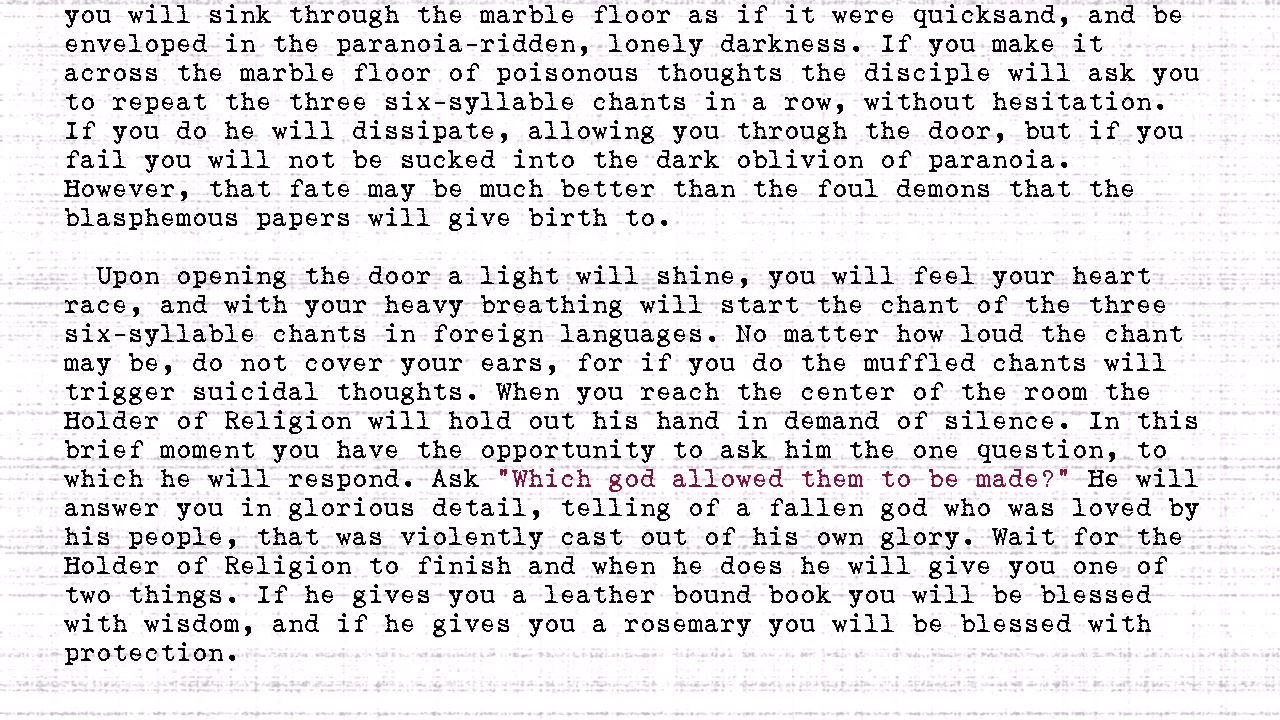 you will sink through the marble floor as if it were quicksand, and be
enveloped in the paranoia-ridden, lonely darkness. If you make it
across the marble floor of poisonous thoughts the disciple will ask you
to repeat the three six-syllable chants in a row, without hesitation.
If you do he will dissipate, allowing you through the door, but if you
fail you will not be sucked into the dark oblivion of paranoia.
However, that fate may be much better than the foul demons that the
blasphemous papers will give birth to.

Upon opening the door a light will shine, you will feel your heart
race, and with your heavy breathing will start the chant of the three
six-syllable chants in foreign languages. No matter how loud the chant
may be, do not cover your ears, for if you do the muffled chants will
trigger suicidal thoughts. When you reach the center of the room the
Holder of Religion will hold out his hand in demand of silence. In this
brief moment you have the opportunity to ask him the one question, to
which he will respond. Ask "Which god allowed them to be made?" He will
answer you in glorious detail, telling of a fallen god who was loved by
his people, that was violently cast out of his own glory. Wait for the
Holder of Religion to finish and when he does he will give you one of
two things. If he gives you a leather bound book you will be blessed
with wisdom, and if he gives you a rosemary you will be blessed with
protection.